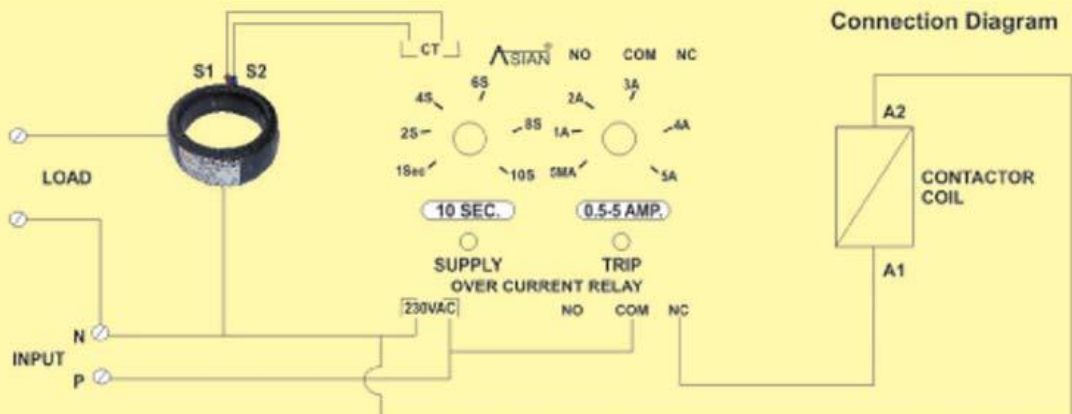 Connection Diagram
CT
ASIAN®
NO COM NC
S1 S2
6S
3A
4S
2A
8S
4A
2S
1A
1Sec
10S
5MA
5A
A2
LOAD
CONTACTOR
COIL
10 SEC.
0.5-5 AMP.
SUPPLY
TRIP
A1
OVER CURRENT RELAY
230VAC
NO COM NC
N
INPUT
P